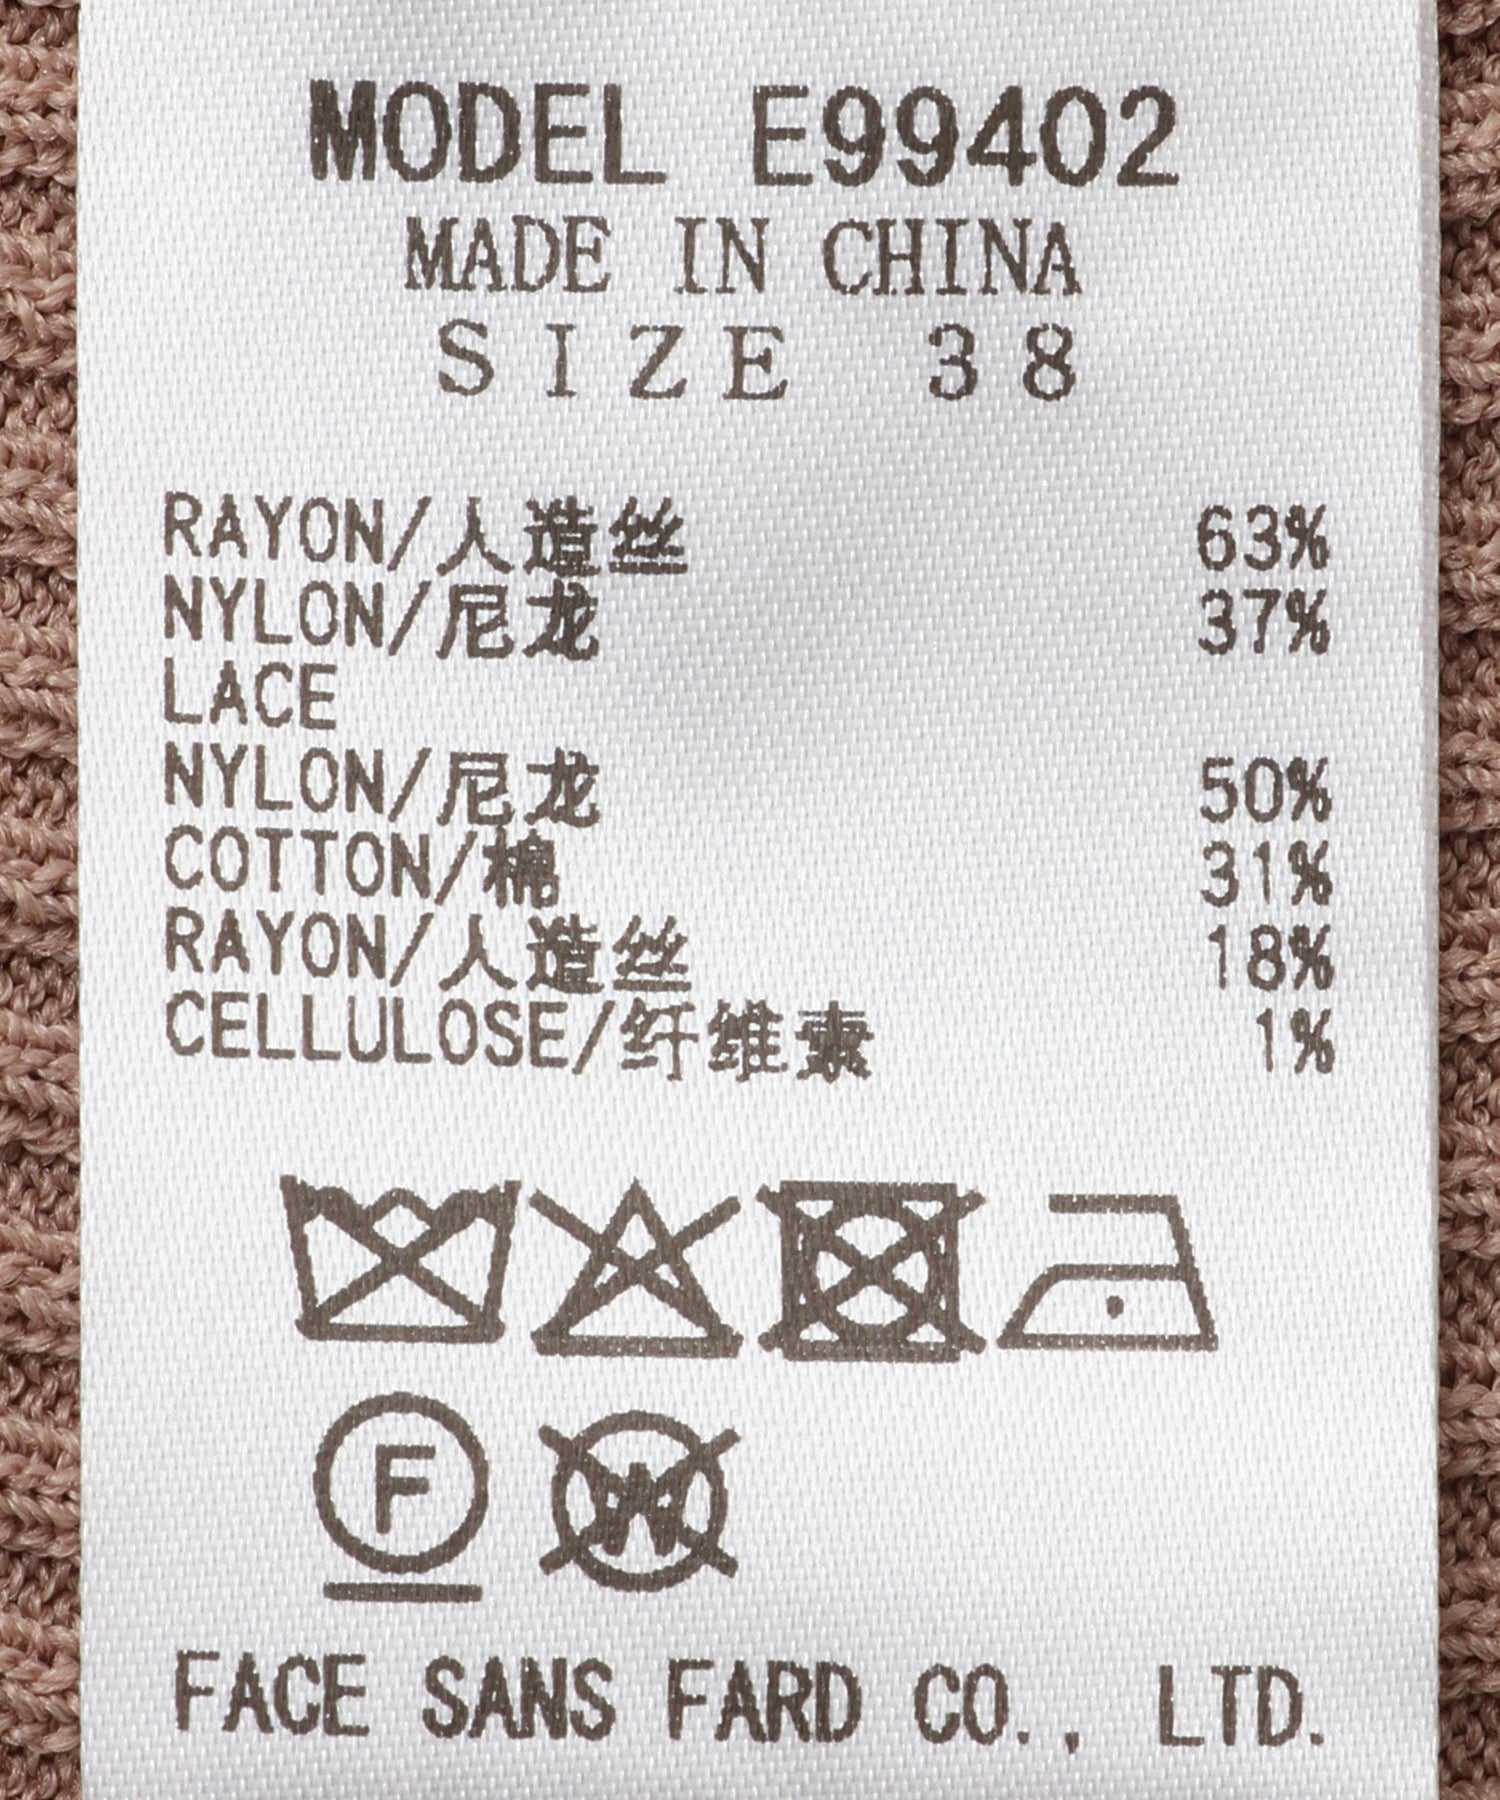 MODEL E99402
MADE IN CHINA
SIZE 38
RAYON/人造丝 63%
NYLON/尼龙 37%
LACE
NYLON/尼龙 50%
COTTON/棉 31%
RAYON/人造丝 18%
CELLULOSE/纤维素 1%
F W
FACE SANS FARD CO., LTD.